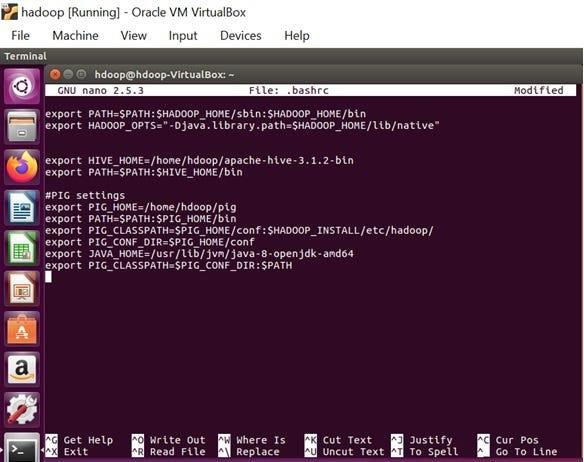 hadoop [Running] - Oracle VM VirtualBox
File Machine View Input Devices Help
Terminal
hdoop@hdoop-VirtualBox: ~
GNU nano 2.5.3 File: .bashrc Modified
export PATH=$PATH:$HADOOP_HOME/sbin:$HADOOP_HOME/bin
export HADOOP_OPTS="-Djava.library.path=$HADOOP_HOME/lib/native"
export HIVE_HOME=/home/hdoop/apache-hive-3.1.2-bin
export PATH=$PATH:$HIVE_HOME/bin
#PIG settings
export PIG_HOME=/home/hdoop/pig
export PATH=$PATH:$PIG_HOME/bin
export PIG_CLASSPATH=$PIG_HOME/conf:$HADOOP_INSTALL/etc/hadoop/
export PIG_CONF_DIR=$PIG_HOME/conf
export JAVA_HOME=/usr/lib/jvm/java-8-openjdk-amd64
export PIG_CLASSPATH=$PIG_CONF_DIR:$PATH
^G Get Help ^O Write Out ^W Where Is ^K Cut Text ^J Justify ^C Cur Pos
^X Exit ^R Read File ^\ Replace ^U Uncut Text ^T To Spell ^_ Go To Line